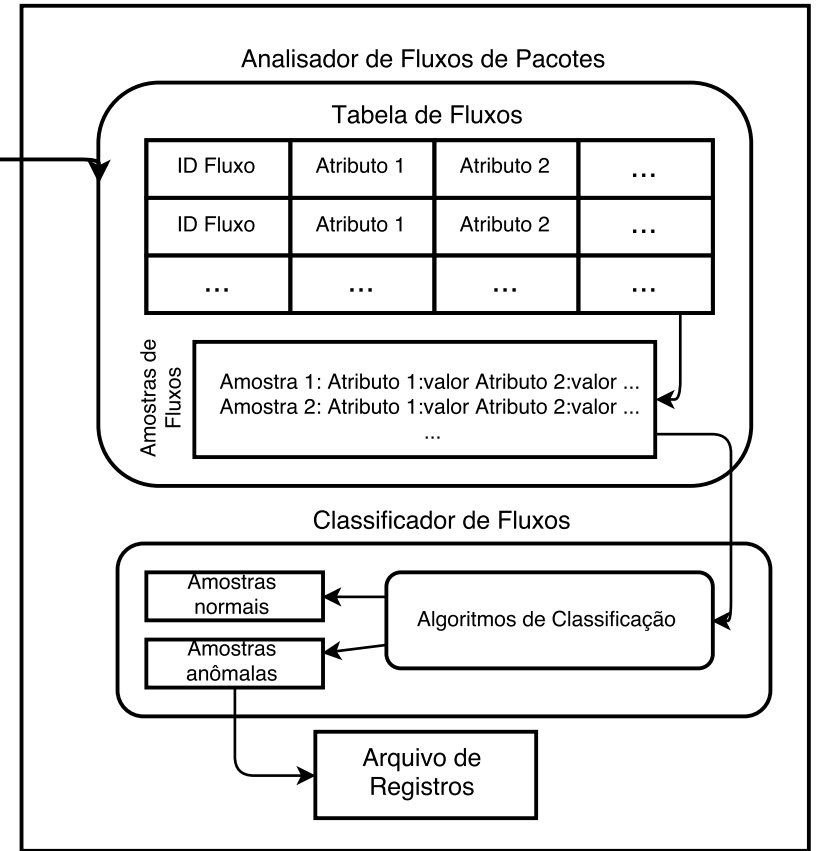 Analisador de Fluxos de Pacotes
Tabela de Fluxos
ID Fluxo Atributo 1 Atributo 2 ...
ID Fluxo Atributo 1 Atributo 2 ...
... ... ... ...
Amostras de
Fluxos
Amostra 1: Atributo 1:valor Atributo 2:valor ...
Amostra 2: Atributo 1:valor Atributo 2:valor ...
...
Classificador de Fluxos
Amostras
normais
Algoritmos de Classificação
Amostras
anômalas
Arquivo de
Registros